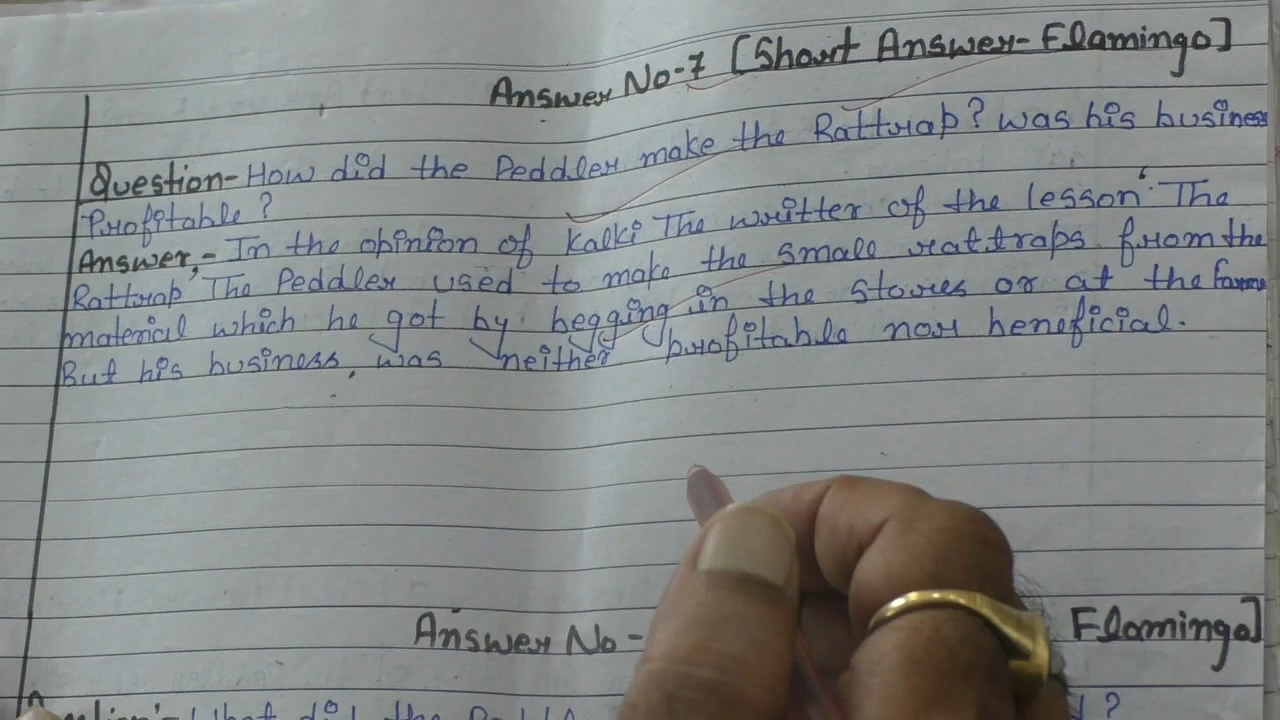 Answer No-7 [Short Answer-Flamingo]
Question-How did the Peddler make the Rattrap? was his business
Profitable?
Answer,- In the opinion of Kalki The writter of the lesson' The
Rattrap' The Peddler used to make the small rattraps from the
material which he got by begging in the stores or at the farms
But his business, was neither profitable nor beneficial.
Answer No- Flamingo]
the ?